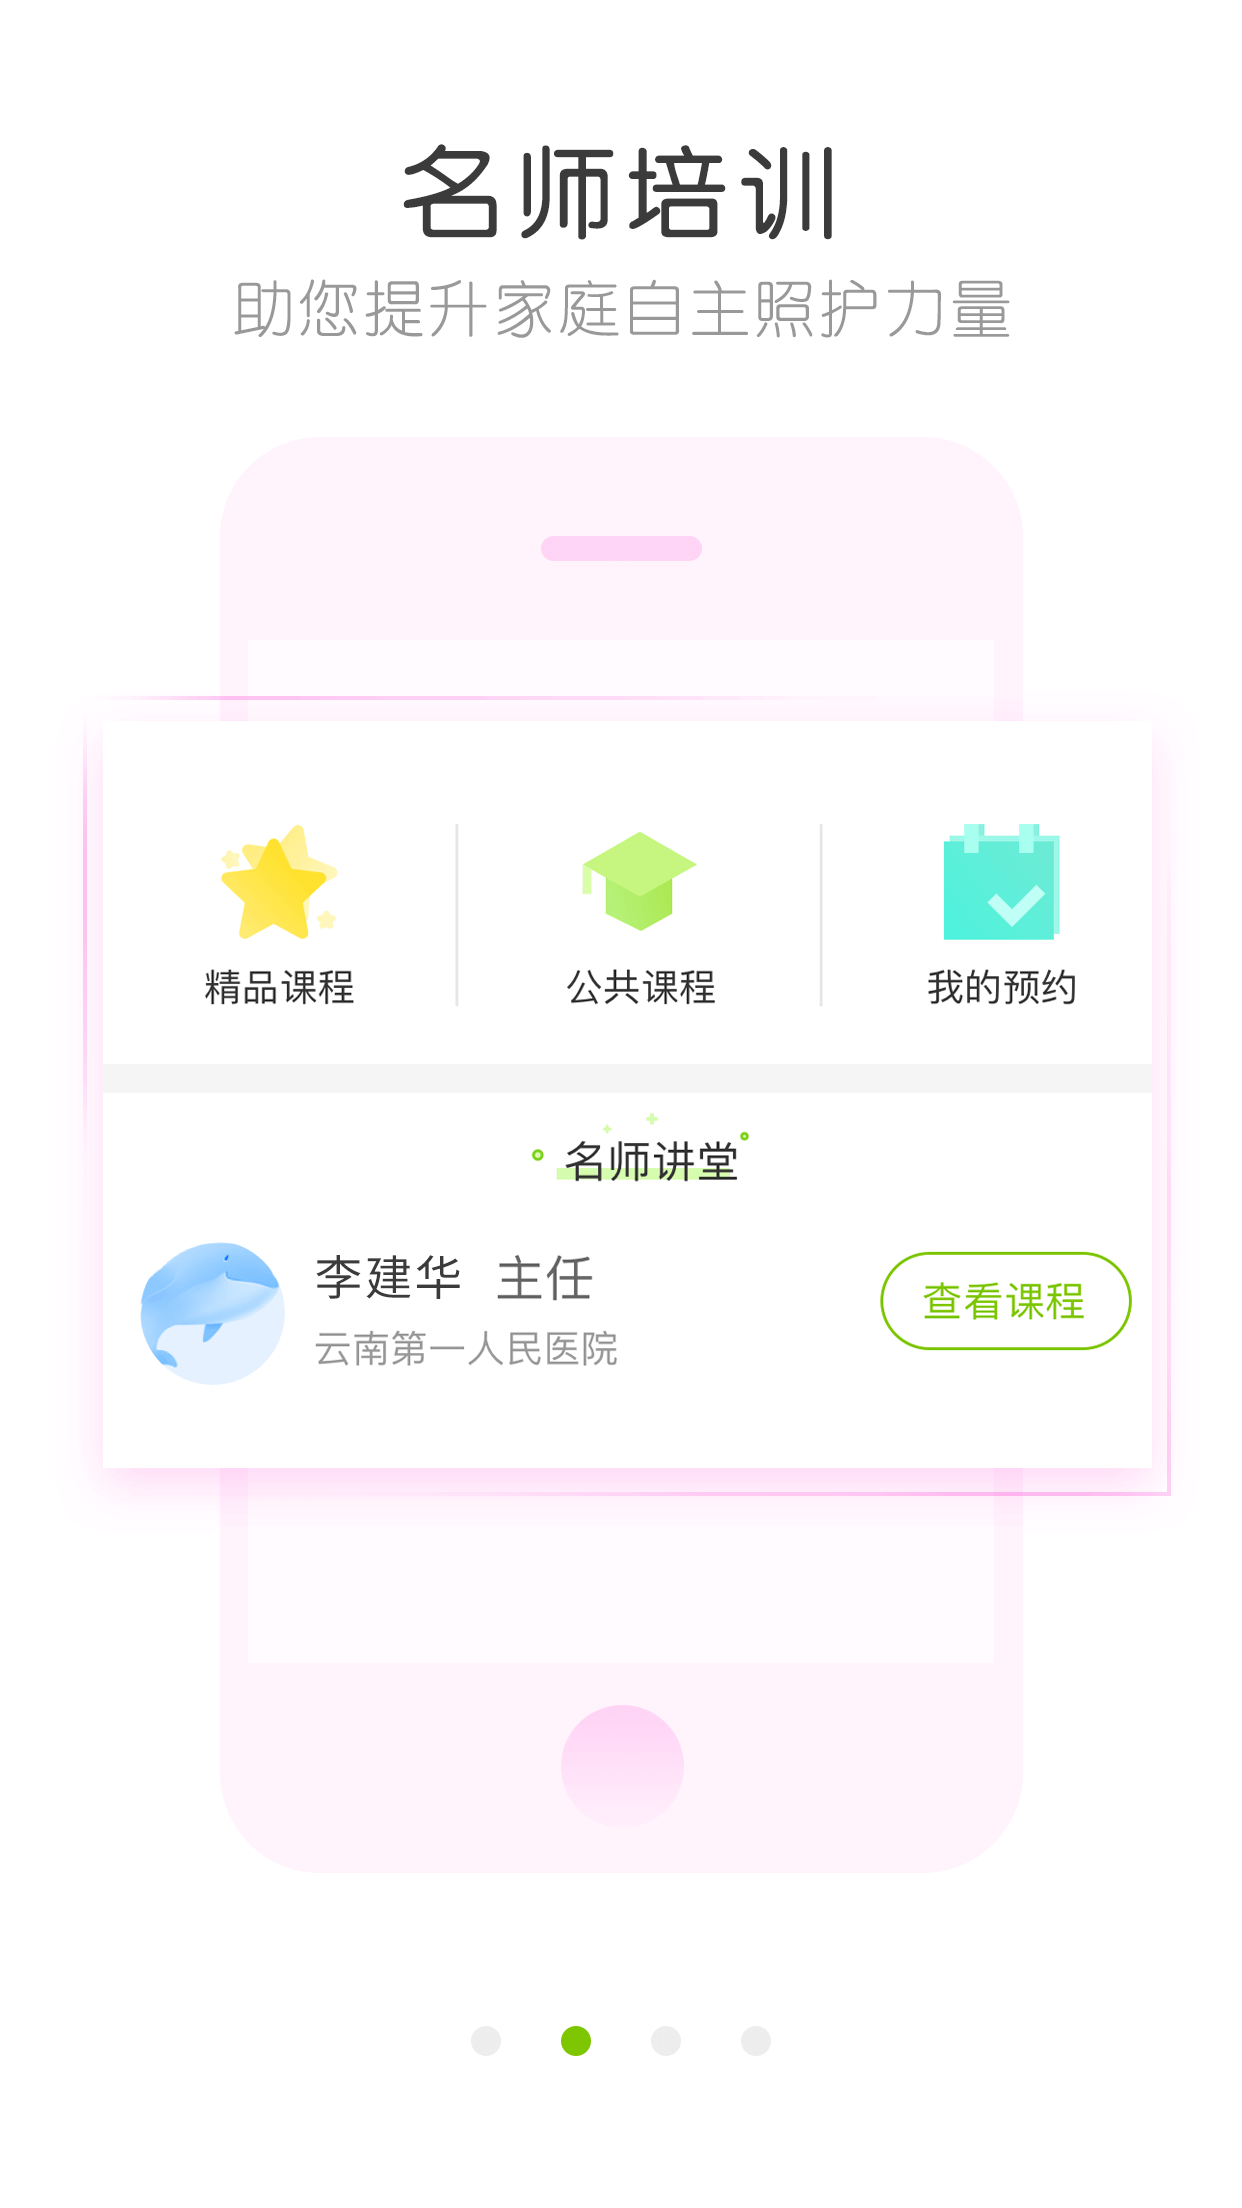 名师培训
助您提升家庭自主照护力量
精品课程
公共课程
我的预约
名师讲堂
李建华 主任
云南第一人民医院
查看课程